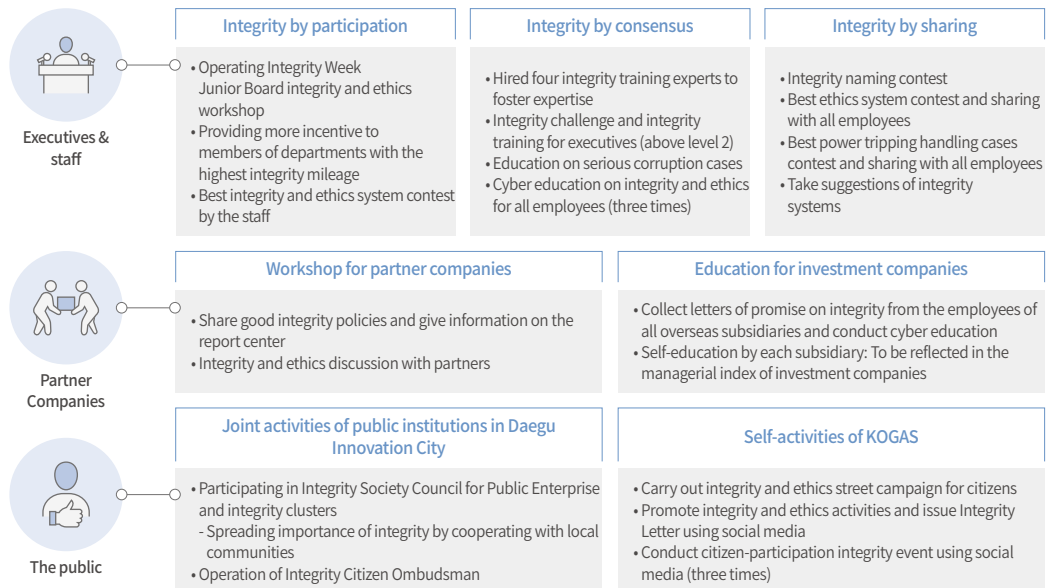 Executives &
staff
Integrity by participation
• Operating Integrity Week
Junior Board integrity and ethics
workshop
• Providing more incentive to
members of departments with the
highest integrity mileage
• Best integrity and ethics system contest
by the staff
Integrity by consensus
• Hired four integrity training experts to
foster expertise
• Integrity challenge and integrity
training for executives (above level 2)
• Education on serious corruption cases
• Cyber education on integrity and ethics
for all employees (three times)
Integrity by sharing
• Integrity naming contest
• Best ethics system contest and sharing
with all employees
• Best power tripping handling cases
contest and sharing with all employees
• Take suggestions of integrity
systems
Partner
Companies
Workshop for partner companies
• Share good integrity policies and give information on the
report center
• Integrity and ethics discussion with partners
Education for investment companies
• Collect letters of promise on integrity from the employees of
all overseas subsidiaries and conduct cyber education
• Self-education by each subsidiary: To be reflected in the
managerial index of investment companies
The public
Joint activities of public institutions in Daegu
Innovation City
• Participating in Integrity Society Council for Public Enterprise
and integrity clusters
- Spreading importance of integrity by cooperating with local
communities
• Operation of Integrity Citizen Ombudsman
Self-activities of KOGAS
• Carry out integrity and ethics street campaign for citizens
• Promote integrity and ethics activities and issue Integrity
Letter using social media
• Conduct citizen-participation integrity event using social
media (three times)